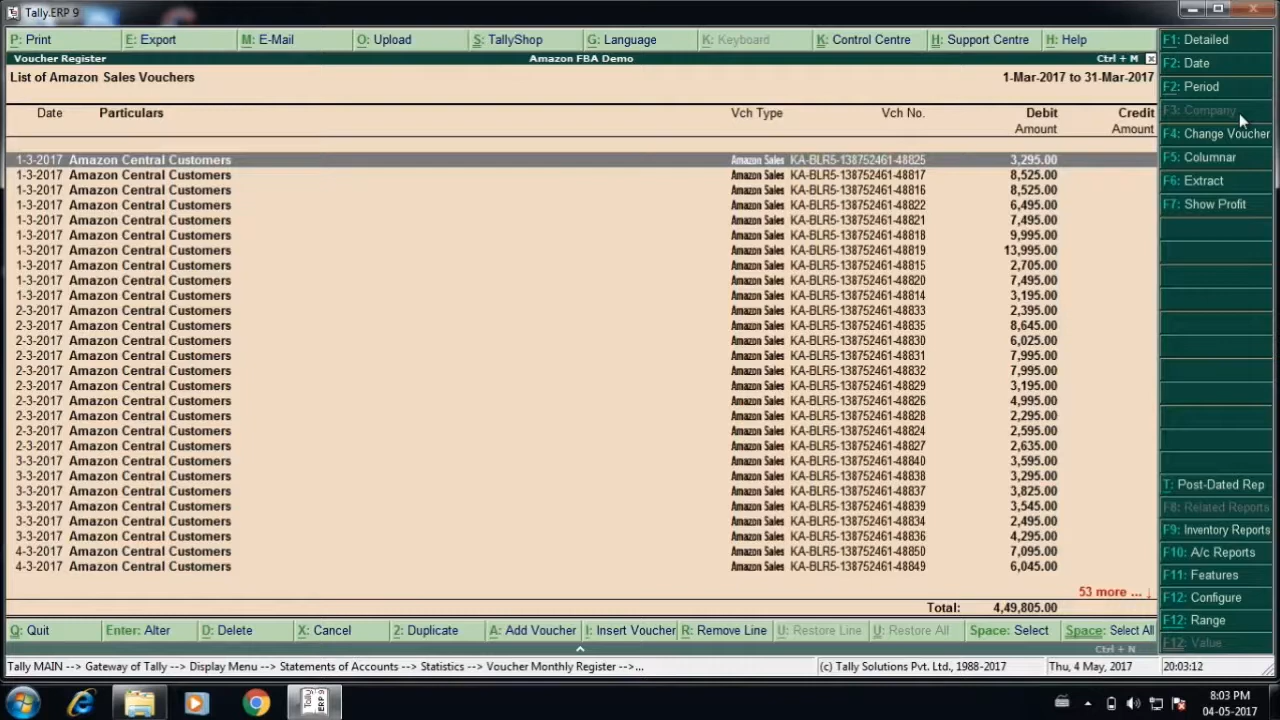 Tally.ERP 9
P: Print E: Export M: E-Mail O: Upload S: TallyShop G: Language K: Keyboard K: Control Centre H: Support Centre H: Help
Voucher Register Amazon FBA Demo Ctrl + M
List of Amazon Sales Vouchers 1-Mar-2017 to 31-Mar-2017
Date Particulars Vch Type Vch No. Debit Credit
Amount Amount
1-3-2017 Amazon Central Customers Amazon Sales KA-BLR5-138752461-48825 3,295.00
1-3-2017 Amazon Central Customers Amazon Sales KA-BLR5-138752461-48817 8,525.00
1-3-2017 Amazon Central Customers Amazon Sales KA-BLR5-138752461-48816 8,525.00
1-3-2017 Amazon Central Customers Amazon Sales KA-BLR5-138752461-48822 6,495.00
1-3-2017 Amazon Central Customers Amazon Sales KA-BLR5-138752461-48821 7,495.00
1-3-2017 Amazon Central Customers Amazon Sales KA-BLR5-138752461-48818 9,995.00
1-3-2017 Amazon Central Customers Amazon Sales KA-BLR5-138752461-48819 13,995.00
1-3-2017 Amazon Central Customers Amazon Sales KA-BLR5-138752461-48815 2,705.00
1-3-2017 Amazon Central Customers Amazon Sales KA-BLR5-138752461-48820 7,495.00
1-3-2017 Amazon Central Customers Amazon Sales KA-BLR5-138752461-48814 3,195.00
2-3-2017 Amazon Central Customers Amazon Sales KA-BLR5-138752461-48833 2,395.00
2-3-2017 Amazon Central Customers Amazon Sales KA-BLR5-138752461-48835 8,645.00
2-3-2017 Amazon Central Customers Amazon Sales KA-BLR5-138752461-48830 6,025.00
2-3-2017 Amazon Central Customers Amazon Sales KA-BLR5-138752461-48831 7,995.00
2-3-2017 Amazon Central Customers Amazon Sales KA-BLR5-138752461-48832 7,995.00
2-3-2017 Amazon Central Customers Amazon Sales KA-BLR5-138752461-48829 3,195.00
2-3-2017 Amazon Central Customers Amazon Sales KA-BLR5-138752461-48826 4,995.00
2-3-2017 Amazon Central Customers Amazon Sales KA-BLR5-138752461-48828 2,295.00
2-3-2017 Amazon Central Customers Amazon Sales KA-BLR5-138752461-48824 2,595.00
2-3-2017 Amazon Central Customers Amazon Sales KA-BLR5-138752461-48827 2,635.00
3-3-2017 Amazon Central Customers Amazon Sales KA-BLR5-138752461-48840 3,595.00
3-3-2017 Amazon Central Customers Amazon Sales KA-BLR5-138752461-48838 3,295.00
3-3-2017 Amazon Central Customers Amazon Sales KA-BLR5-138752461-48837 3,825.00
3-3-2017 Amazon Central Customers Amazon Sales KA-BLR5-138752461-48839 3,545.00
3-3-2017 Amazon Central Customers Amazon Sales KA-BLR5-138752461-48834 2,495.00
3-3-2017 Amazon Central Customers Amazon Sales KA-BLR5-138752461-48836 4,295.00
4-3-2017 Amazon Central Customers Amazon Sales KA-BLR5-138752461-48850 7,095.00
4-3-2017 Amazon Central Customers Amazon Sales KA-BLR5-138752461-48849 6,045.00
53 more ... ↓
Total: 4,49,805.00
Q: Quit Enter: Alter D: Delete X: Cancel 2: Duplicate A: Add Voucher I: Insert Voucher R: Remove Line U: Restore Line U: Restore All Space: Select Space: Select All
Ctrl + N
Tally MAIN --> Gateway of Tally --> Display Menu --> Statements of Accounts --> Statistics --> Voucher Monthly Register -->... (c) Tally Solutions Pvt. Ltd., 1988-2017 Thu, 4 May, 2017 20:03:12
F1: Detailed
F2: Date
F2: Period
F3: Company
F4: Change Voucher
F5: Columnar
F6: Extract
F7: Show Profit
T: Post-Dated Rep
F8: Related Reports
F9: Inventory Reports
F10: A/c Reports
F11: Features
F12: Configure
F12: Range
F12: Value
8:03 PM
04-05-2017